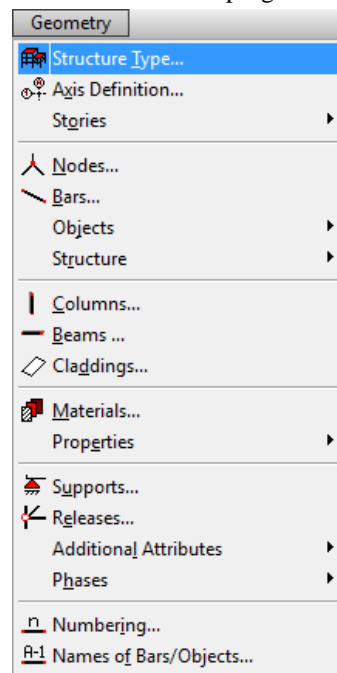 Geometry
Structure Type...
Axis Definition...
Stories
Nodes...
Bars...
Objects
Structure
Columns...
Beams ...
Claddings...
Materials...
Properties
Supports...
Releases...
Additional Attributes
Phases
Numbering...
Names of Bars/Objects...